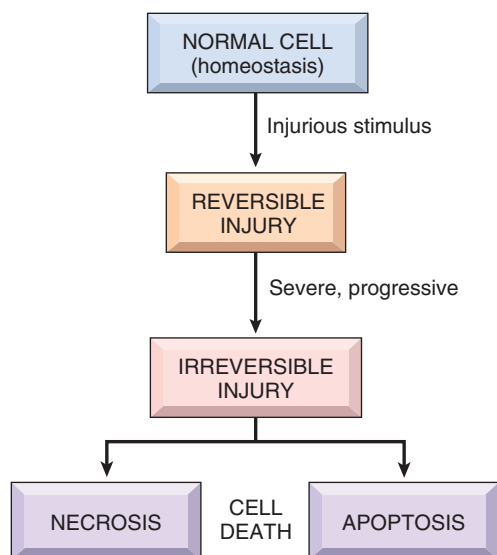 NORMAL CELL
(homeostasis)
Injurious stimulus
REVERSIBLE
INJURY
Severe, progressive
IRREVERSIBLE
INJURY
NECROSIS
CELL
DEATH
APOPTOSIS